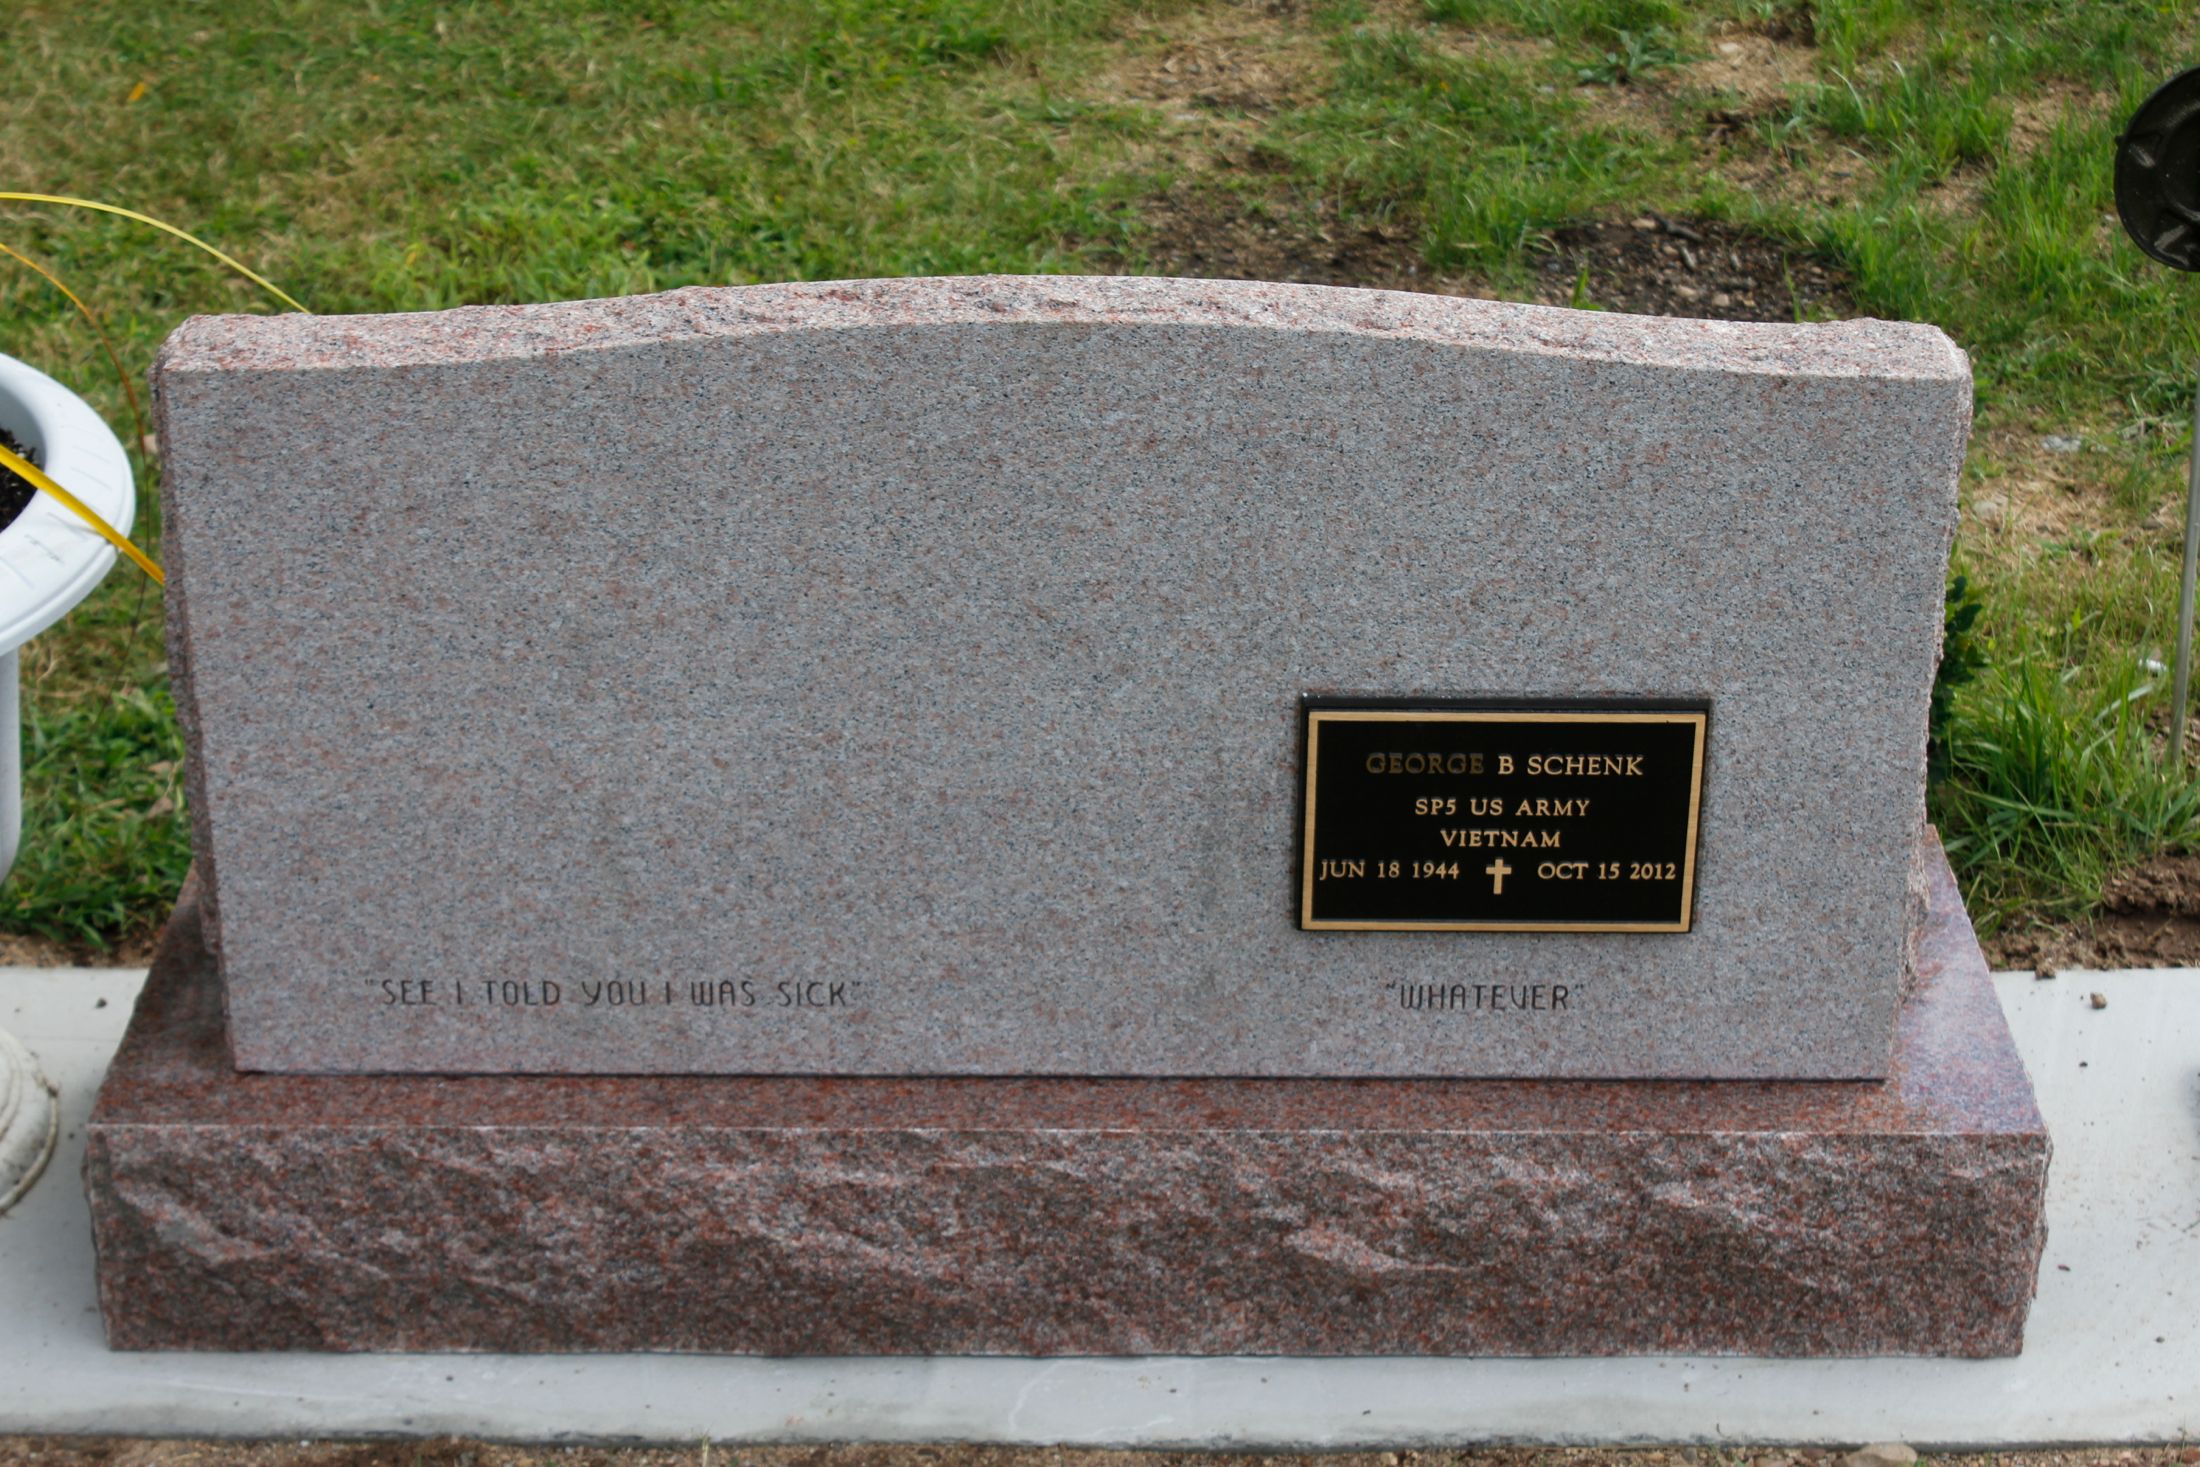 GEORGE B SCHENK
SP5 US ARMY
VIETNAM
JUN 18 1944 ✝ OCT 15 2012
"SEE I TOLD YOU I WAS SICK"
"WHATEVER"